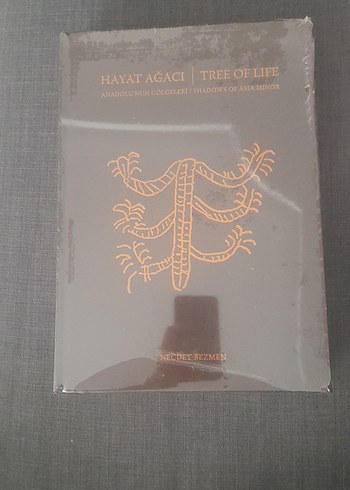 HAYAT AĞACI | TREE OF LIFE
ANADOLU'NUN GÖLGELERİ / SHADOWS OF ASIA MINOR
NECDET BEZMEN